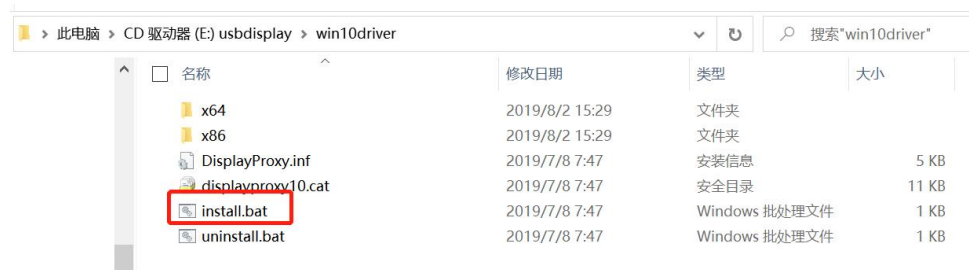 此电脑 > CD 驱动器 (E:) usbdisplay > win10driver 搜索"win10driver"
名称 修改日期 类型 大小
x64 2019/8/2 15:29 文件夹
x86 2019/8/2 15:29 文件夹
DisplayProxy.inf 2019/7/8 7:47 安装信息 5 KB
displayproxy10.cat 2019/7/8 7:47 安全目录 11 KB
install.bat 2019/7/8 7:47 Windows 批处理文件 1 KB
uninstall.bat 2019/7/8 7:47 Windows 批处理文件 1 KB